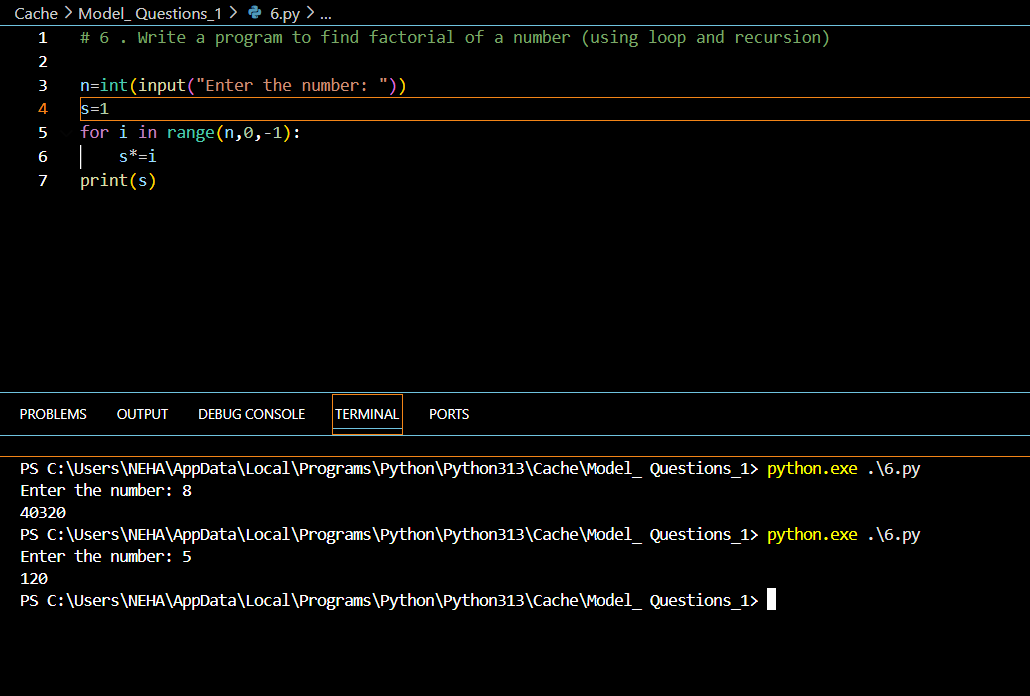 Cache > Model_ Questions_1 > 6.py > ...
1 # 6 . Write a program to find factorial of a number (using loop and recursion)
2
3 n=int(input("Enter the number: "))
4 s=1
5 for i in range(n,0,-1):
6     s*=i
7 print(s)
PROBLEMS OUTPUT DEBUG CONSOLE TERMINAL PORTS
PS C:\Users\NEHA\AppData\Local\Programs\Python\Python313\Cache\Model_ Questions_1> python.exe .\6.py
Enter the number: 8
40320
PS C:\Users\NEHA\AppData\Local\Programs\Python\Python313\Cache\Model_ Questions_1> python.exe .\6.py
Enter the number: 5
120
PS C:\Users\NEHA\AppData\Local\Programs\Python\Python313\Cache\Model_ Questions_1>